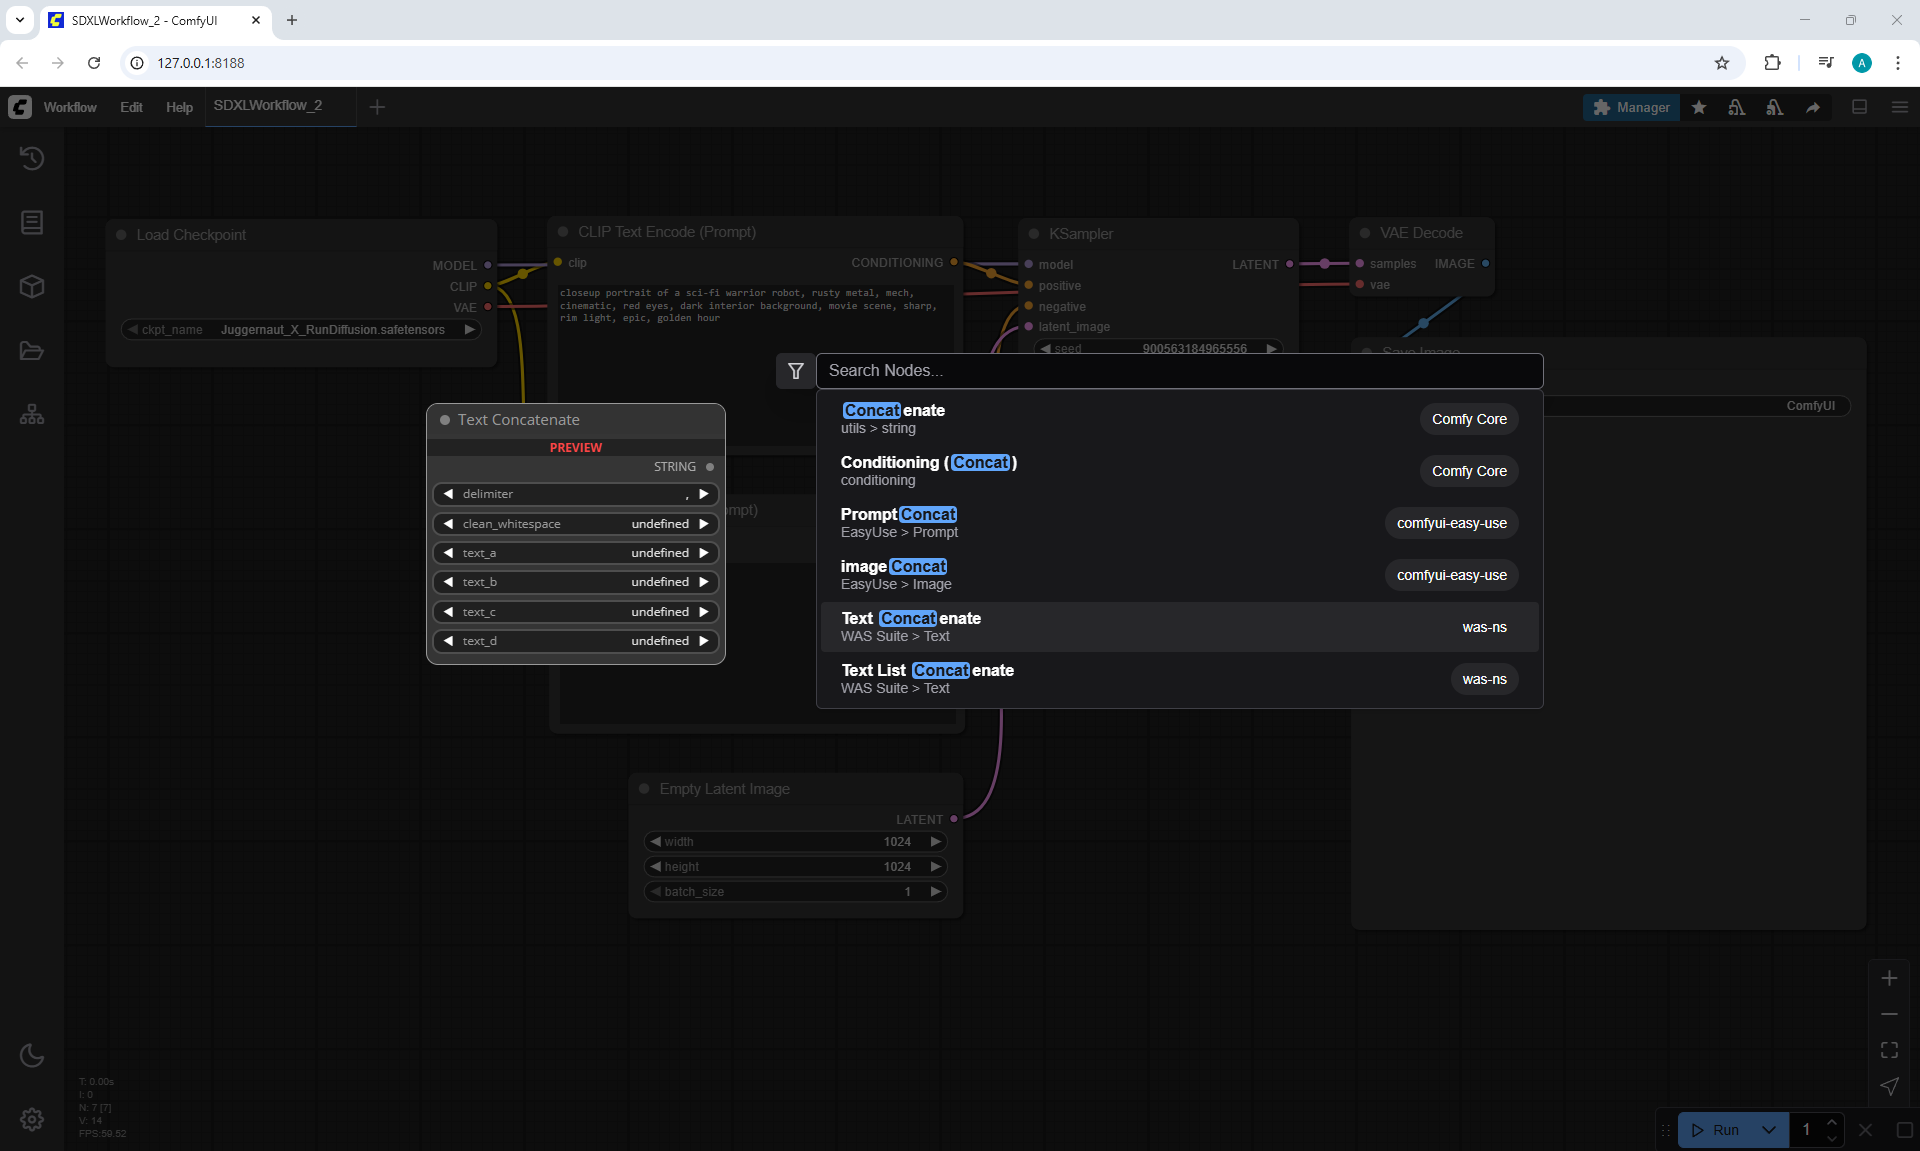 SDXLWorkflow_2 - ComfyUI
127.0.0.1:8188
Workflow
Edit
Help
SDXLWorkflow_2
Manager
Load Checkpoint
MODEL
CLIP
VAE
ckpt_name
Juggernaut_X_RunDiffusion.safetensors
CLIP Text Encode (Prompt)
clip
CONDITIONING
closeup portrait of a sci-fi warrior robot, rusty metal, mech,
cinematic, red eyes, dark interior background, movie scene, sharp,
rim light, epic, golden hour
KSampler
model
LATENT
positive
negative
latent_image
seed
900563184965556
VAE Decode
samples
IMAGE
vae
Save Image
ComfyUI
Text Concatenate
PREVIEW
STRING
delimiter
,
clean_whitespace
undefined
text_a
undefined
text_b
undefined
text_c
undefined
text_d
undefined
mpt)
Search Nodes...
Concatenate
utils > string
Comfy Core
Conditioning (Concat)
conditioning
Comfy Core
PromptConcat
EasyUse > Prompt
comfyui-easy-use
imageConcat
EasyUse > Image
comfyui-easy-use
Text Concatenate
WAS Suite > Text
was-ns
Text List Concatenate
WAS Suite > Text
was-ns
Empty Latent Image
LATENT
width
1024
height
1024
batch_size
1
T: 0.00s
I: 0
N: 7 [7]
V: 14
FPS:59.52
Run
1
A